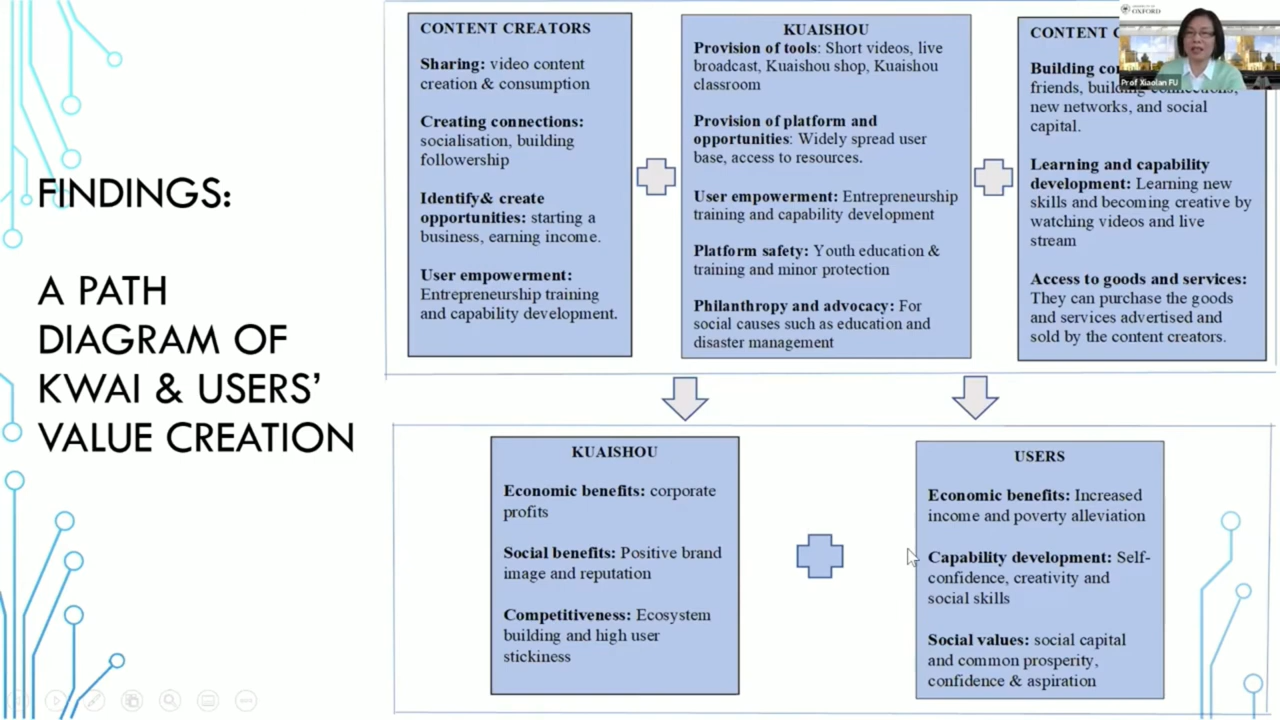 FINDINGS:
A PATH
DIAGRAM OF
KWAI & USERS’
VALUE CREATION
CONTENT CREATORS
Sharing: video content
creation & consumption
Creating connections:
socialisation, building
followership
Identify& create
opportunities: starting a
business, earning income.
User empowerment:
Entrepreneurship training
and capability development.
KUAISHOU
Provision of tools: Short videos, live
broadcast, Kuaishou shop, Kuaishou
classroom
Provision of platform and
opportunities: Widely spread user
base, access to resources.
User empowerment: Entrepreneurship
training and capability development
Platform safety: Youth education &
training and minor protection
Philanthropy and advocacy: For
social causes such as education and
disaster management
CONTENT
Building
friends, building connections,
new networks, and social
capital.
Learning and capability
development: Learning new
skills and becoming creative by
watching videos and live
stream
Access to goods and services:
They can purchase the goods
and services advertised and
sold by the content creators.
OXFORD
Prof Xiaolan FU
KUAISHOU
Economic benefits: corporate
profits
Social benefits: Positive brand
image and reputation
Competitiveness: Ecosystem
building and high user
stickiness
USERS
Economic benefits: Increased
income and poverty alleviation
Capability development: Self-
confidence, creativity and
social skills
Social values: social capital
and common prosperity,
confidence & aspiration